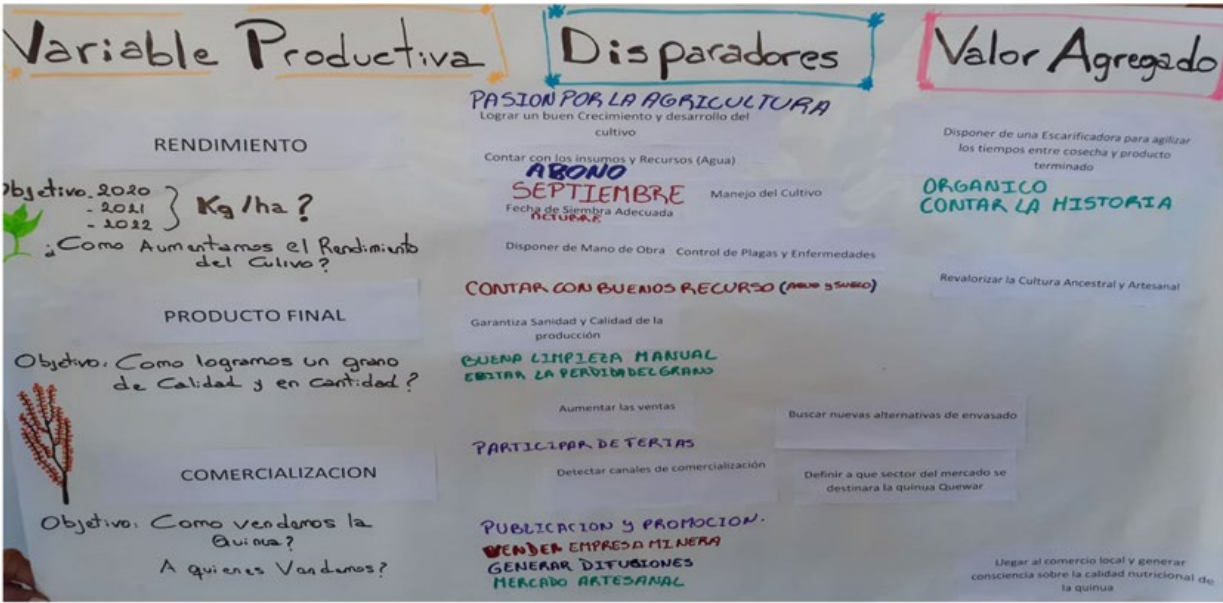 Variable Productiva
Disparadores
Valor Agregado
RENDIMIENTO
Objetivo. 2020
- 2021
- 2022
Kg/ha?
¿Como Aumentamos el Rendimiento
del Culivo?
PASION POR LA AGRICULTURA
Lograr un buen Crecimiento y desarrollo del
cultivo
Contar con los insumos y Recursos (Agua)
ABONO
SEPTIEMBRE
Manejo del Cultivo
Fecha de Siembra Adecuada
OCTUBRE
Disponer de Mano de Obra
Control de Plagas y Enfermedades
CONTAR CON BUENOS RECURSO (AGUA y SUELO)
Disponer de una Escarificadora para agilizar
los tiempos entre cosecha y producto
terminado
ORGANICO
CONTAR LA HISTORIA
Revalorizar la Cultura Ancestral y Artesanal
PRODUCTO FINAL
Objetivo. Como logramos un grano
de Calidad y en Cantidad?
Garantiza Sanidad y Calidad de la
producción
BUENA LIMPIEZA MANUAL
EBITAR LA PERDIDA DEL GRANO
COMERCIALIZACION
Objetivo: Como vendemos la
Quinua?
A quienes Vandemos?
Aumentar las ventas
Buscar nuevas alternativas de envasado
PARTICIPAR DE FERIAS
Detectar canales de comercialización
Definir a que sector del mercado se
destinara la quinua Quewar
PUBLICACION y PROMOCION.
VENDER EMPRESA MINERA
GENERAR DIFUSIONES
MERCADO ARTESANAL
Llegar al comercio local y generar
consciencia sobre la calidad nutricional de
la quinua